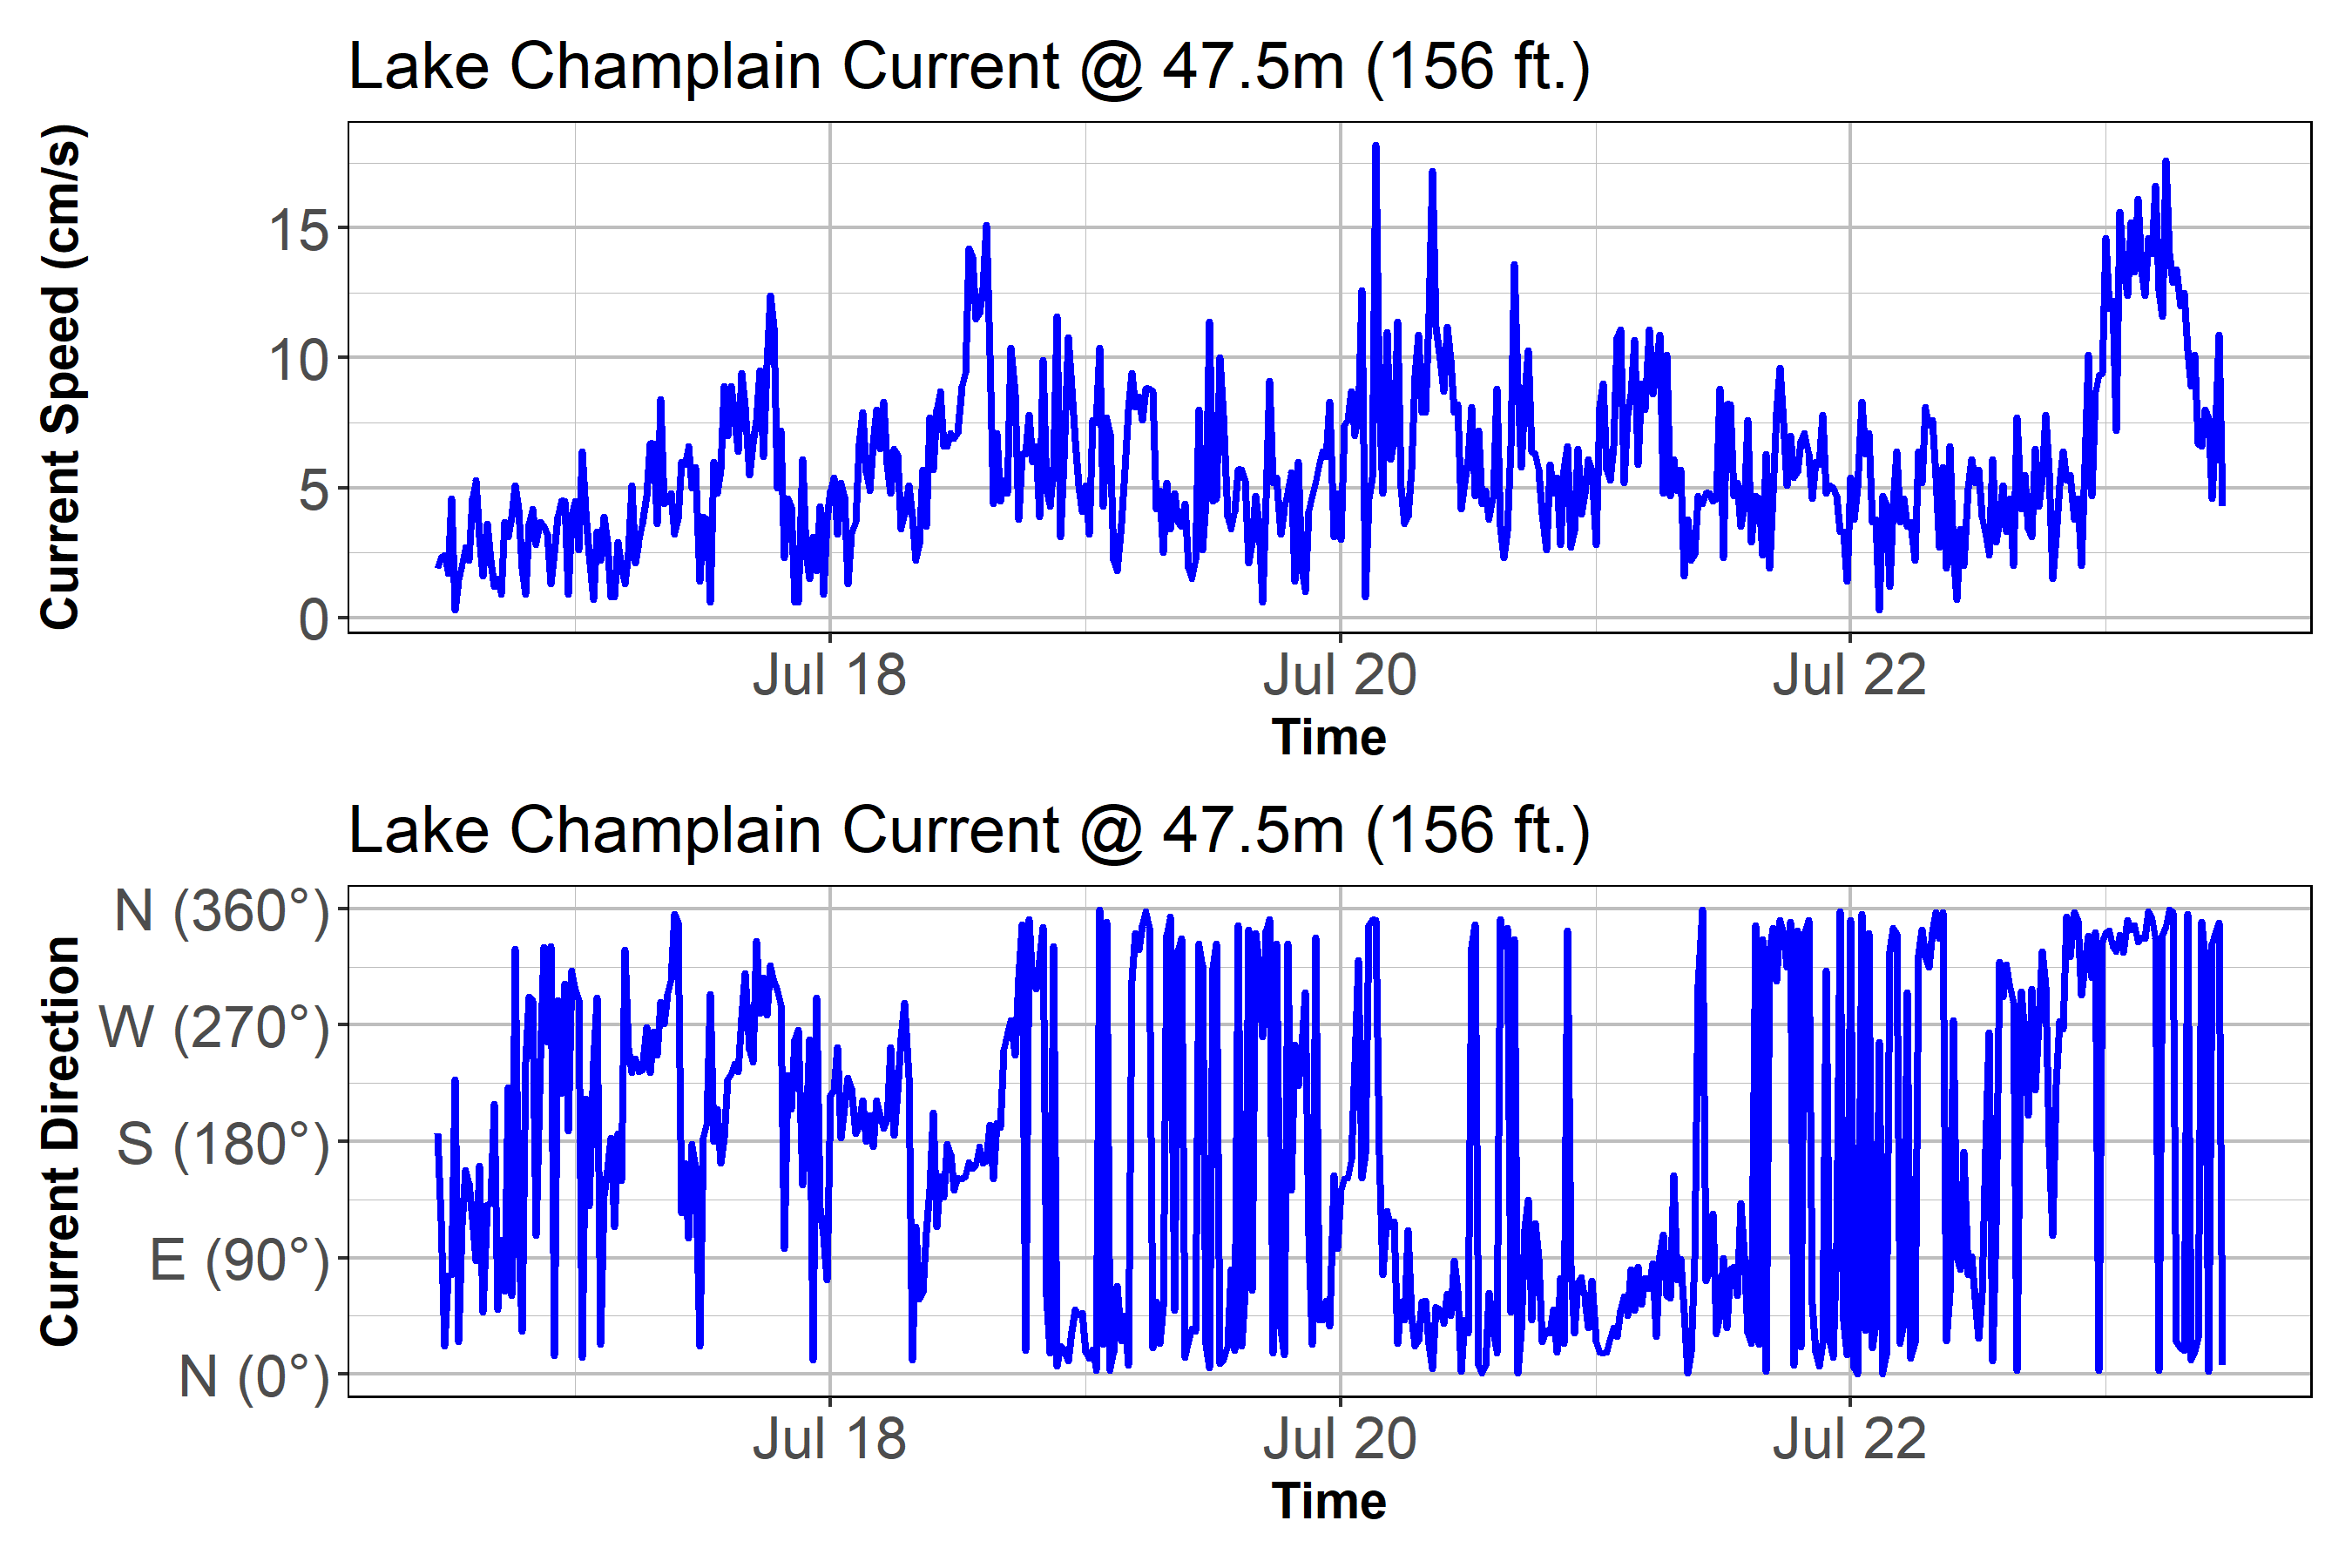 Lake Champlain Current @ 47.5m (156 ft.)
Current Speed (cm/s)
15
10
5
0
Jul 18 Jul 20 Jul 22
Time
Lake Champlain Current @ 47.5m (156 ft.)
Current Direction
N (360°)
W (270°)
S (180°)
E (90°)
N (0°)
Jul 18 Jul 20 Jul 22
Time